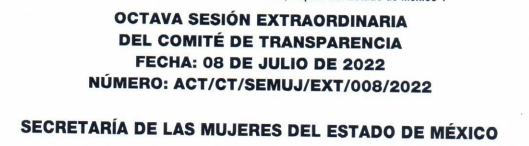 OCTAVA SESIÓN EXTRAORDINARIA
DEL COMITÉ DE TRANSPARENCIA
FECHA: 08 DE JULIO DE 2022
NÚMERO: ACT/CT/SEMUJ/EXT/008/2022
SECRETARÍA DE LAS MUJERES DEL ESTADO DE MÉXICO